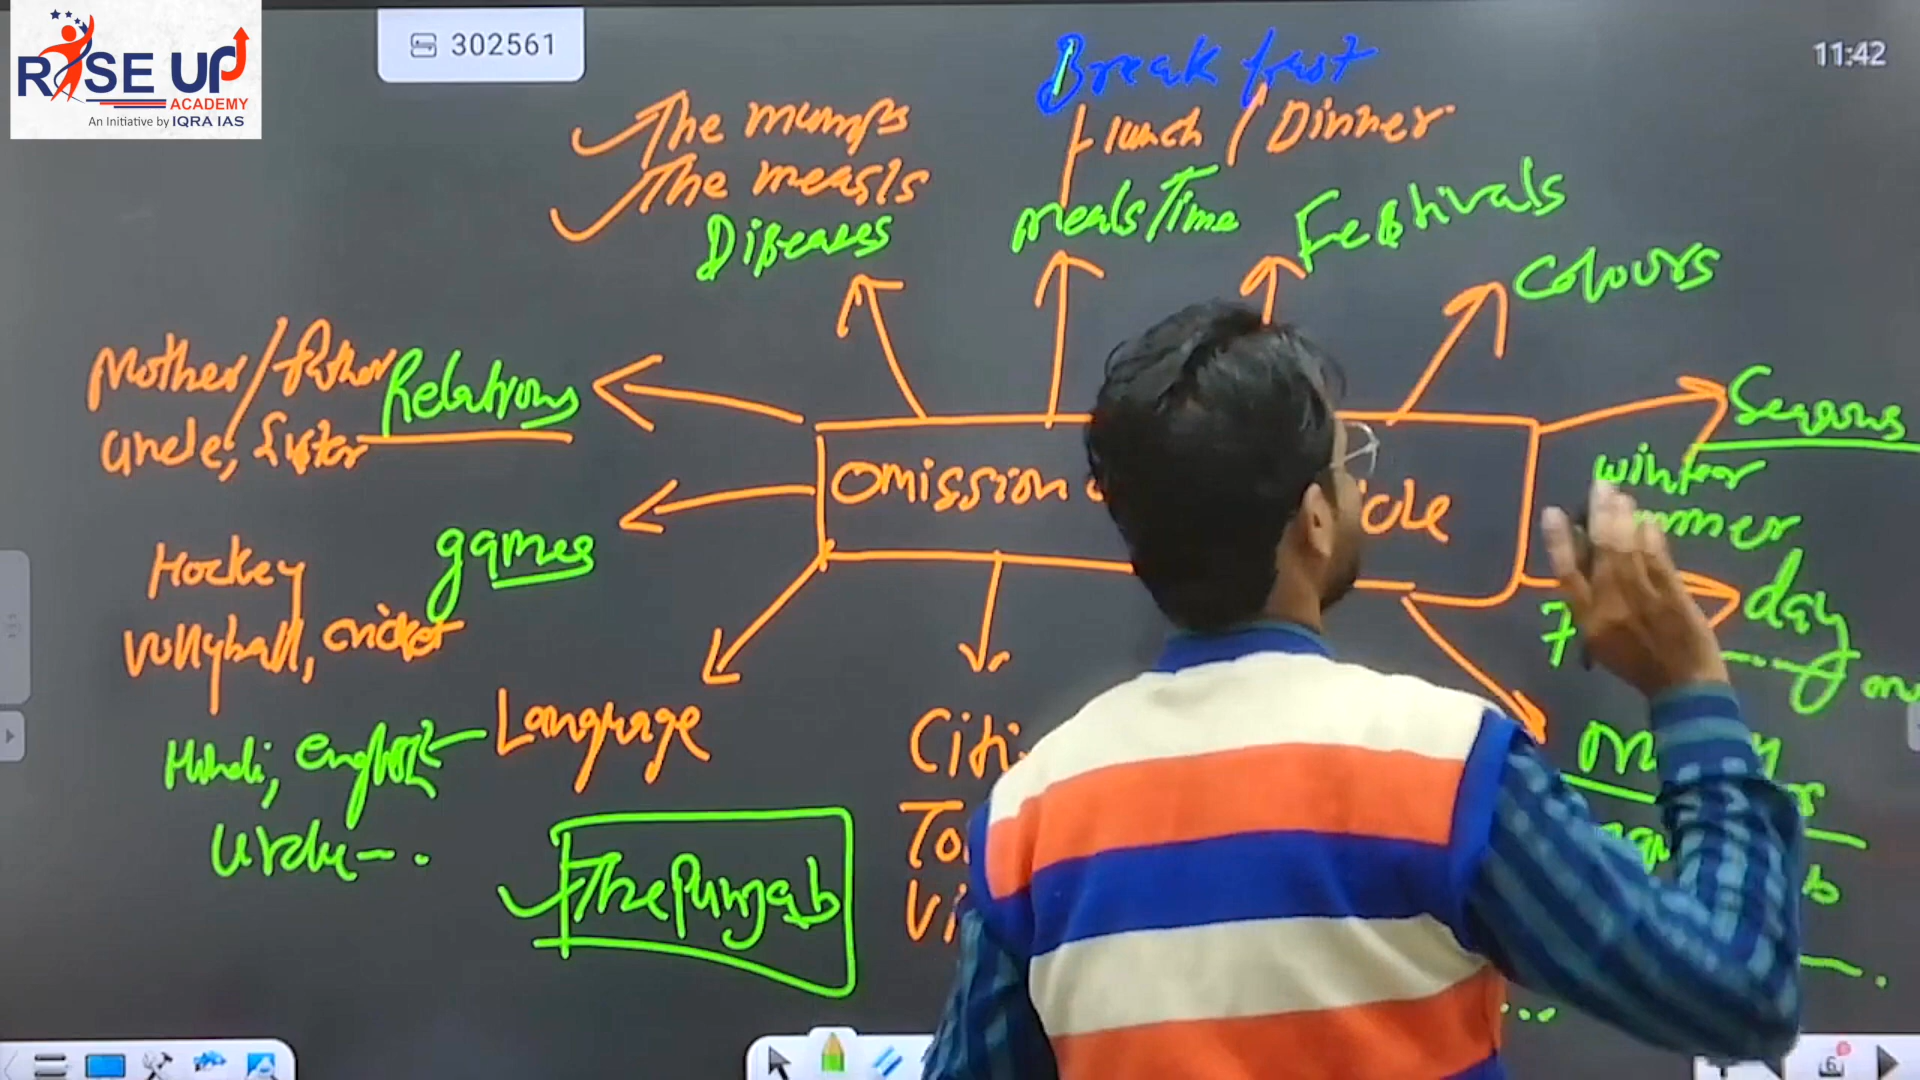 RISE UP
ACADEMY
An Initiative by IQRA IAS
302561
11:42
Break fast
lunch / Dinner
The mumps
The measls
Diseases
meals Time
Festivals
Colours
Mother / father
uncle, sister
Relations
Seasons
winter
omission
icle
games
Hockey
vollyball, cricket
day
7
Language
Hindi, english
urdu
Citi
To
Vi
The Punjab